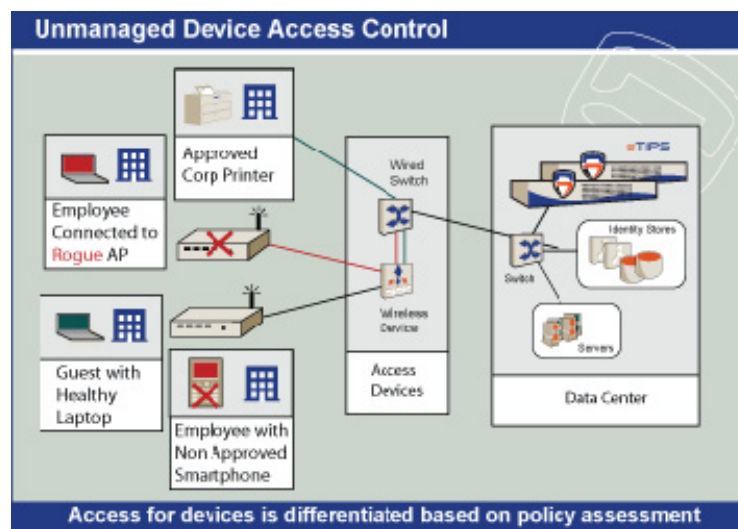 Unmanaged Device Access Control
Approved
Corp Printer
Employee
Connected to
Rogue AP
Guest with
Healthy
Laptop
Employee with
Non Approved
Smartphone
Wired
Switch
Wireless
Device
Access
Devices
eTIPS
Identity Stores
Switch
Servers
Data Center
Access for devices is differentiated based on policy assessment